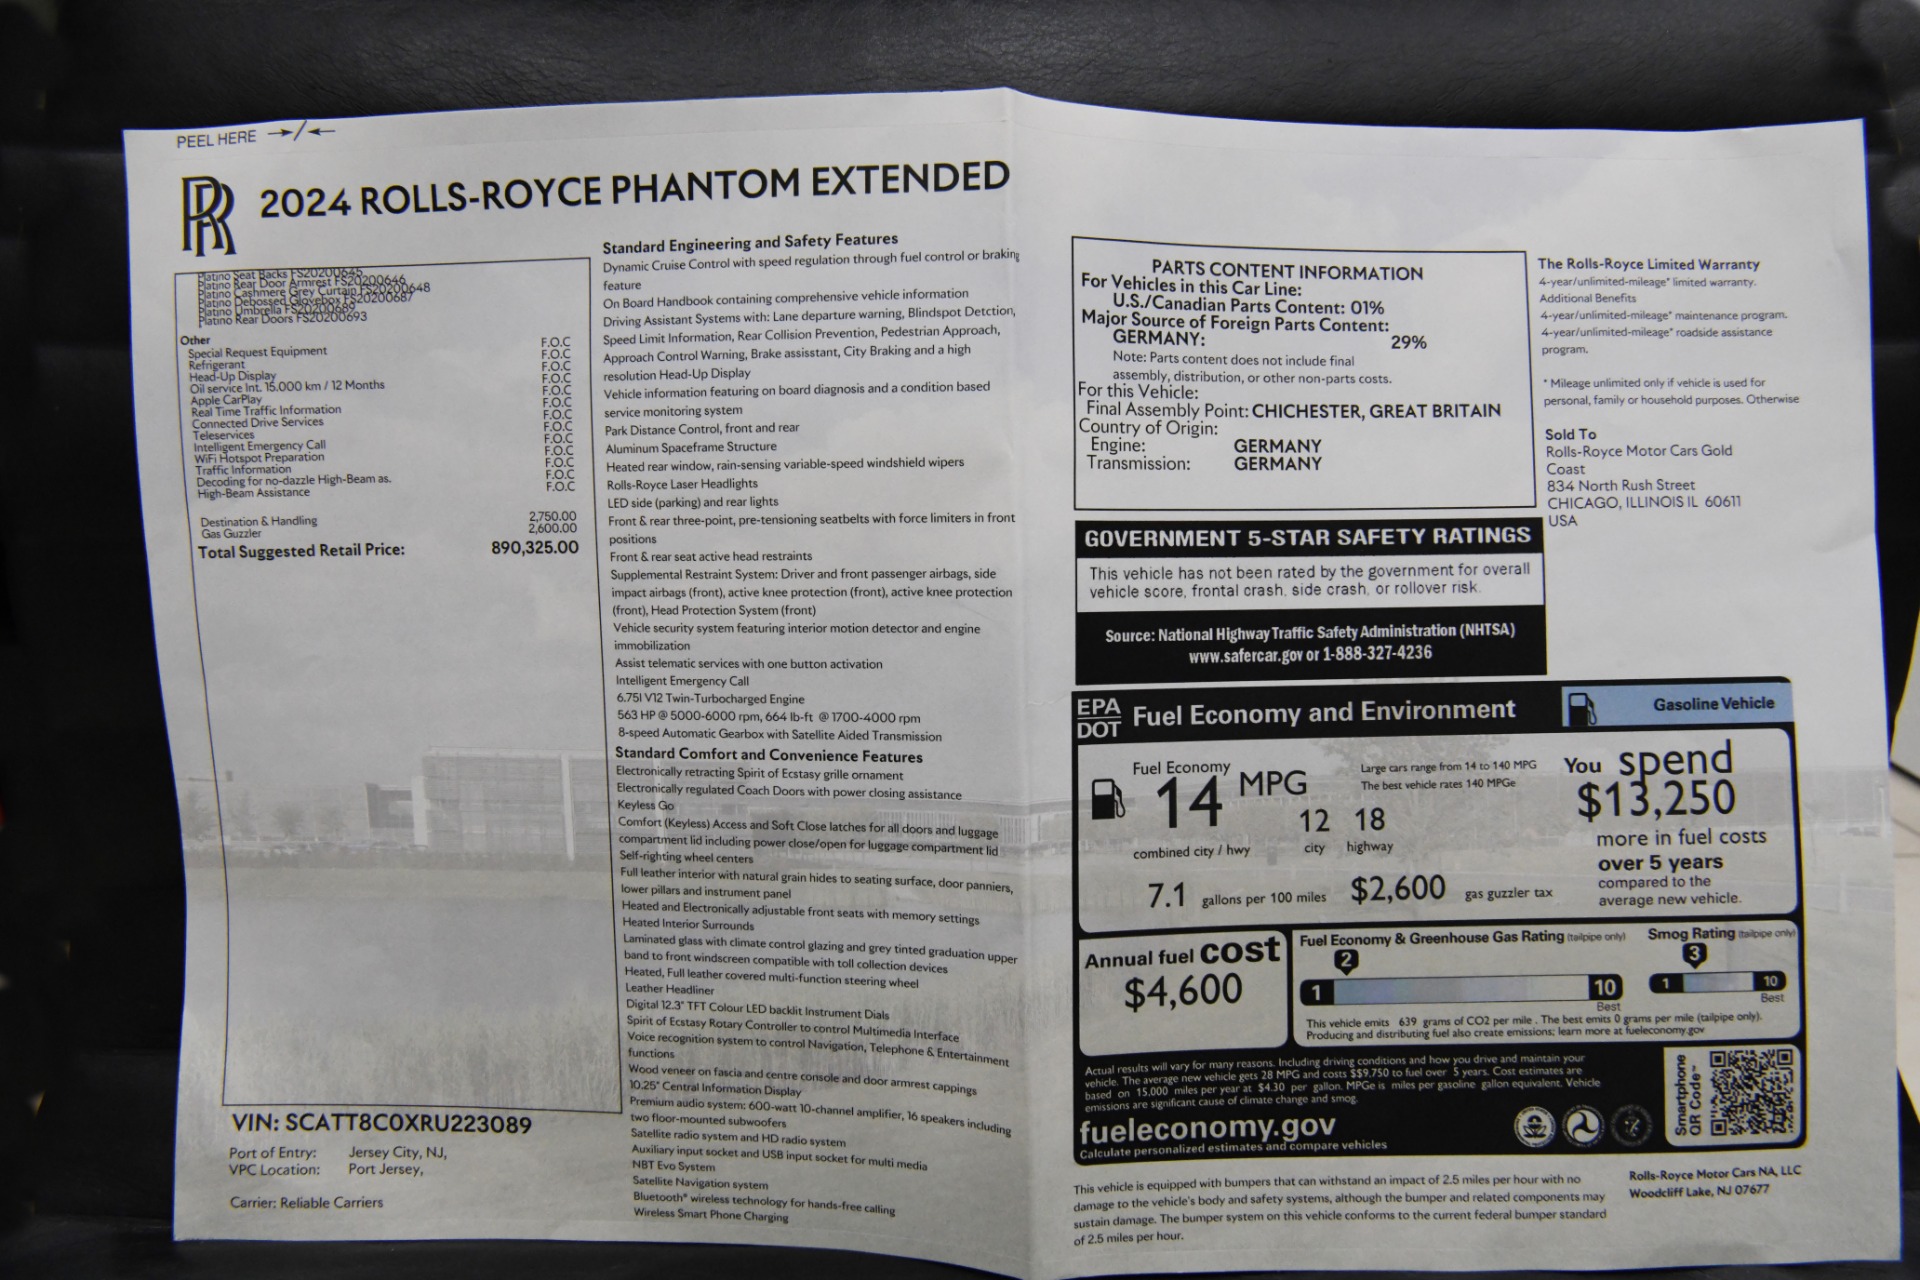 PEEL HERE →/←
RR
2024 ROLLS-ROYCE PHANTOM EXTENDED
Platino Seat Backs FS20200645
Platino Rear Door Armrest FS20200646
Platino Cashmere Grey Curtain FS20200648
Platino Debossed Glovebox FS20200687
Platino Umbrella FS20200689
Platino Rear Doors FS20200693
Other
Special Request Equipment F.O.C
Refrigerant F.O.C
Head-Up Display F.O.C
Oil service Int. 15.000 km / 12 Months F.O.C
Apple CarPlay F.O.C
Real Time Traffic Information F.O.C
Connected Drive Services F.O.C
Teleservices F.O.C
Intelligent Emergency Call F.O.C
WiFi Hotspot Preparation F.O.C
Traffic Information F.O.C
Decoding for no-dazzle High-Beam as. F.O.C
High-Beam Assistance F.O.C
Destination & Handling 2,750.00
Gas Guzzler 2,600.00
Total Suggested Retail Price: 890,325.00
VIN: SCATT8C0XRU223089
Port of Entry: Jersey City, NJ,
VPC Location: Port Jersey,
Carrier: Reliable Carriers
Standard Engineering and Safety Features
Dynamic Cruise Control with speed regulation through fuel control or braking
feature
On Board Handbook containing comprehensive vehicle information
Driving Assistant Systems with: Lane departure warning, Blindspot Detction,
Speed Limit Information, Rear Collision Prevention, Pedestrian Approach,
Approach Control Warning, Brake assisstant, City Braking and a high
resolution Head-Up Display
Vehicle information featuring on board diagnosis and a condition based
service monitoring system
Park Distance Control, front and rear
Aluminum Spaceframe Structure
Heated rear window, rain-sensing variable-speed windshield wipers
Rolls-Royce Laser Headlights
LED side (parking) and rear lights
Front & rear three-point, pre-tensioning seatbelts with force limiters in front
positions
Front & rear seat active head restraints
Supplemental Restraint System: Driver and front passenger airbags, side
impact airbags (front), active knee protection (front), active knee protection
(front), Head Protection System (front)
Vehicle security system featuring interior motion detector and engine
immobilization
Assist telematic services with one button activation
Intelligent Emergency Call
6.75l V12 Twin-Turbocharged Engine
563 HP @ 5000-6000 rpm, 664 lb-ft @ 1700-4000 rpm
8-speed Automatic Gearbox with Satellite Aided Transmission
Standard Comfort and Convenience Features
Electronically retracting Spirit of Ecstasy grille ornament
Electronically regulated Coach Doors with power closing assistance
Keyless Go
Comfort (Keyless) Access and Soft Close latches for all doors and luggage
compartment lid including power close/open for luggage compartment lid
Self-righting wheel centers
Full leather interior with natural grain hides to seating surface, door panniers,
lower pillars and instrument panel
Heated and Electronically adjustable front seats with memory settings
Heated Interior Surrounds
Laminated glass with climate control glazing and grey tinted graduation upper
band to front windscreen compatible with toll collection devices
Heated, Full leather covered multi-function steering wheel
Leather Headliner
Digital 12.3" TFT Colour LED backlit Instrument Dials
Spirit of Ecstasy Rotary Controller to control Multimedia Interface
Voice recognition system to control Navigation, Telephone & Entertainment
functions
Wood veneer on fascia and centre console and door armrest cappings
10.25" Central Information Display
Premium audio system: 600-watt 10-channel amplifier, 16 speakers including
two floor-mounted subwoofers
Satellite radio system and HD radio system
Auxiliary input socket and USB input socket for multi media
NBT Evo System
Satellite Navigation system
Bluetooth® wireless technology for hands-free calling
Wireless Smart Phone Charging
PARTS CONTENT INFORMATION
For Vehicles in this Car Line:
U.S./Canadian Parts Content: 01%
Major Source of Foreign Parts Content:
GERMANY: 29%
Note: Parts content does not include final
assembly, distribution, or other non-parts costs.
For this Vehicle:
Final Assembly Point: CHICHESTER, GREAT BRITAIN
Country of Origin:
Engine: GERMANY
Transmission: GERMANY
The Rolls-Royce Limited Warranty
4-year/unlimited-mileage* limited warranty.
Additional Benefits
4-year/unlimited-mileage* maintenance program.
4-year/unlimited-mileage* roadside assistance
program.
* Mileage unlimited only if vehicle is used for
personal, family or household purposes. Otherwise
Sold To
Rolls-Royce Motor Cars Gold
Coast
834 North Rush Street
CHICAGO, ILLINOIS IL 60611
USA
GOVERNMENT 5-STAR SAFETY RATINGS
This vehicle has not been rated by the government for overall
vehicle score, frontal crash, side crash, or rollover risk.
Source: National Highway Traffic Safety Administration (NHTSA)
www.safercar.gov or 1-888-327-4236
EPA
DOT Fuel Economy and Environment Gasoline Vehicle
Fuel Economy
14 MPG
combined city / hwy
12 city
18 highway
Large cars range from 14 to 140 MPG
The best vehicle rates 140 MPGe
7.1 gallons per 100 miles
$2,600 gas guzzler tax
You spend
$13,250
more in fuel costs
over 5 years
compared to the
average new vehicle.
Annual fuel cost
$4,600
Fuel Economy & Greenhouse Gas Rating (tailpipe only)
2
1 10
Best
Smog Rating (tailpipe only)
3
1 10
Best
This vehicle emits 639 grams of CO2 per mile . The best emits 0 grams per mile (tailpipe only).
Producing and distributing fuel also create emissions; learn more at fueleconomy.gov
Actual results will vary for many reasons. Including driving conditions and how you drive and maintain your
vehicle. The average new vehicle gets 28 MPG and costs $9,750 to fuel over 5 years. Cost estimates are
based on 15,000 miles per year at $4.30 per gallon. MPGe is miles per gasoline gallon equivalent. Vehicle
emissions are significant cause of climate change and smog.
fueleconomy.gov
Calculate personalized estimates and compare vehicles
Smartphone
QR Code™
This vehicle is equipped with bumpers that can withstand an impact of 2.5 miles per hour with no
damage to the vehicle's body and safety systems, although the bumper and related components may
sustain damage. The bumper system on this vehicle conforms to the current federal bumper standard
of 2.5 miles per hour.
Rolls-Royce Motor Cars NA, LLC
Woodcliff Lake, NJ 07677